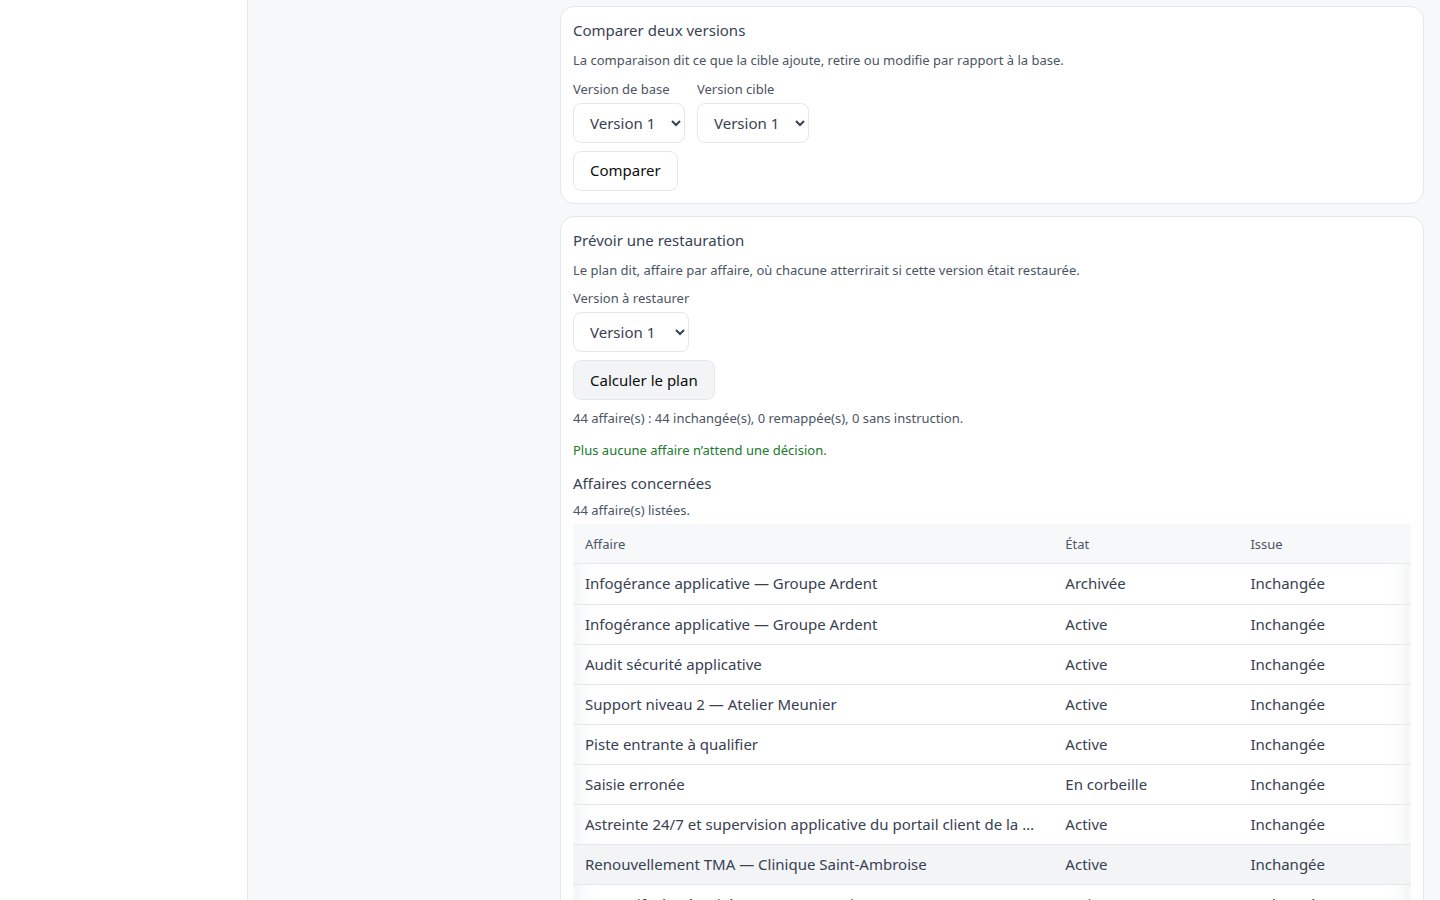 Comparer deux versions
La comparaison dit ce que la cible ajoute, retire ou modifie par rapport à la base.
Version de base Version cible
Version 1 Version 1
Comparer
Prévoir une restauration
Le plan dit, affaire par affaire, où chacune atterrirait si cette version était restaurée.
Version à restaurer
Version 1
Calculer le plan
44 affaire(s) : 44 inchangée(s), 0 remappée(s), 0 sans instruction.
Plus aucune affaire n’attend une décision.
Affaires concernées
44 affaire(s) listées.
Affaire État Issue
Infogérance applicative — Groupe Ardent Archivée Inchangée
Infogérance applicative — Groupe Ardent Active Inchangée
Audit sécurité applicative Active Inchangée
Support niveau 2 — Atelier Meunier Active Inchangée
Piste entrante à qualifier Active Inchangée
Saisie erronée En corbeille Inchangée
Astreinte 24/7 et supervision applicative du portail client de la ... Active Inchangée
Renouvellement TMA — Clinique Saint-Ambroise Active Inchangée